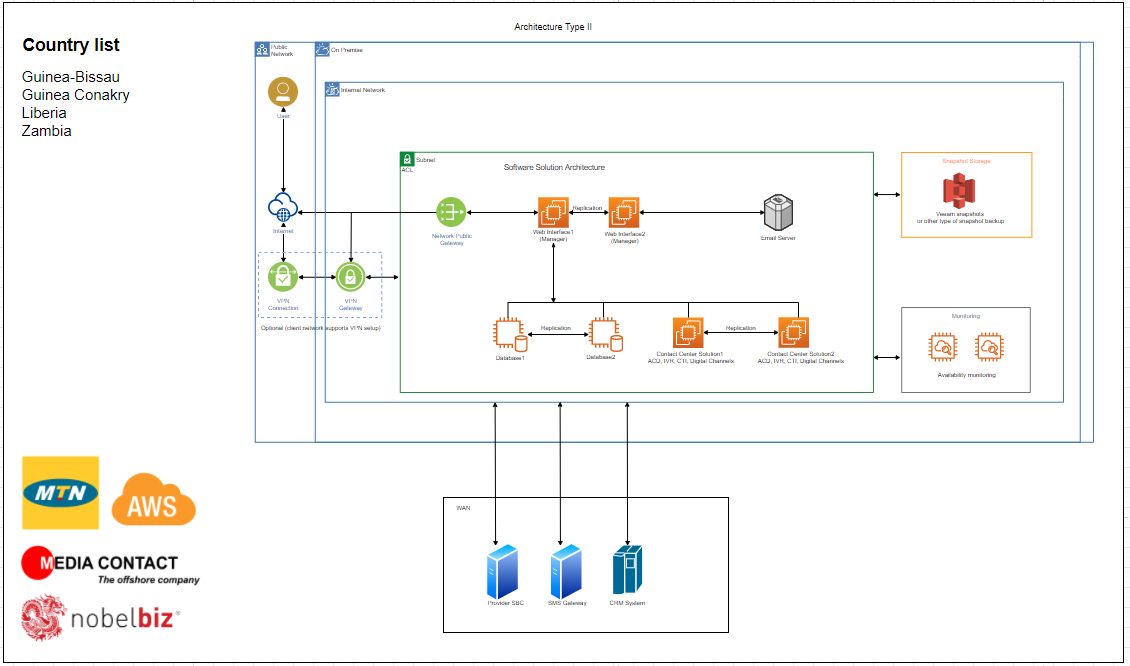 Architecture Type II
Country list
Guinea-Bissau
Guinea Conakry
Liberia
Zambia
Public
Network
On Premise
Internal Network
User
Subnet
ACL
Software Solution Architecture
Snapshot Storage
Veeam snapshots
or other type of snapshot backup
Internet
Network Public
Gateway
Web Interface1
(Manager)
Replication
Web Interface2
(Manager)
Email Server
VPN
Connection
VPN
Gateway
Optional (client network supports VPN setup)
Database1
Replication
Database2
Contact Center Solution1
ACD, IVR, CTI, Digital Channels
Replication
Contact Center Solution2
ACD, IVR, CTI, Digital Channels
Monitoring
Availability monitoring
WAN
Provider SBC
SMS Gateway
CRM System
MTN
AWS
MEDIA CONTACT
The offshore company
nobelbiz